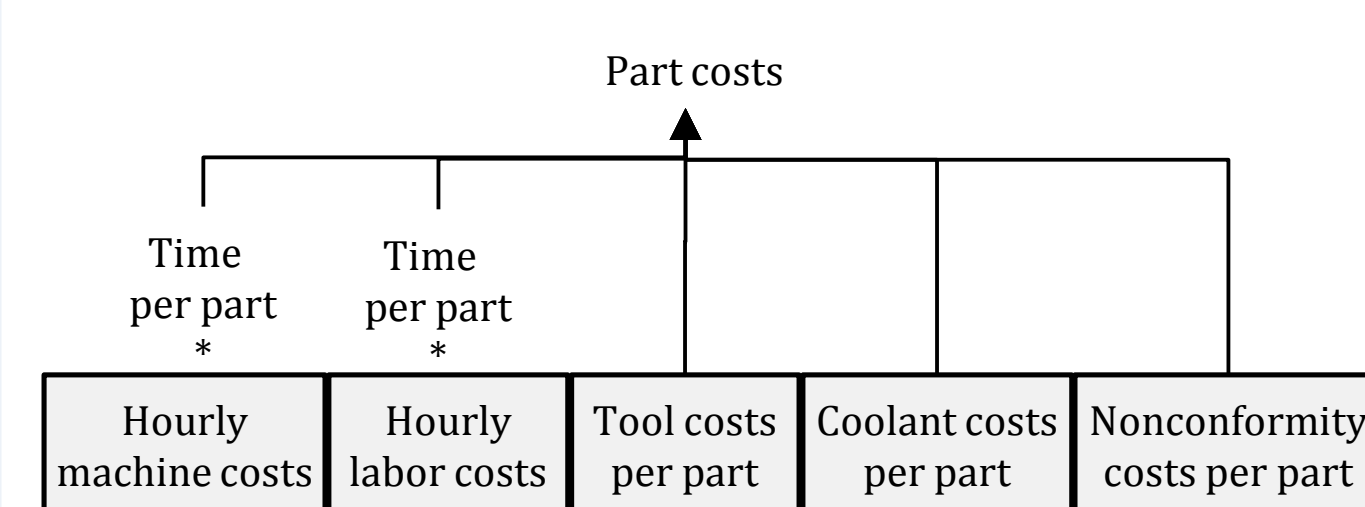 Part costs
Time
per part
*
Time
per part
*
Hourly
machine costs
Hourly
labor costs
Tool costs
per part
Coolant costs
per part
Nonconformity
costs per part